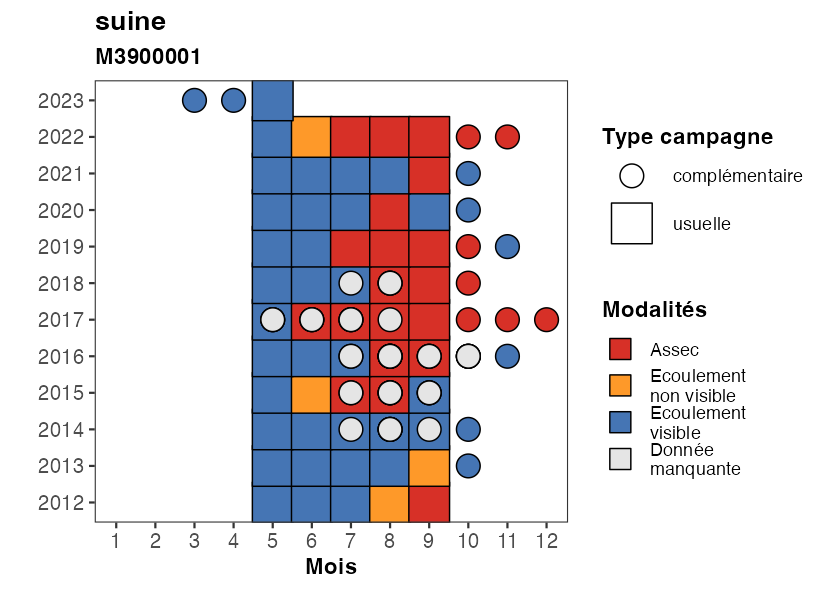 suine
M3900001
2023
2022
2021
2020
2019
2018
2017
2016
2015
2014
2013
2012
1 2 3 4 5 6 7 8 9 10 11 12
Mois
Type campagne
complémentaire
usuelle
Modalités
Assec
Ecoulement
non visible
Ecoulement
visible
Donnée
manquante